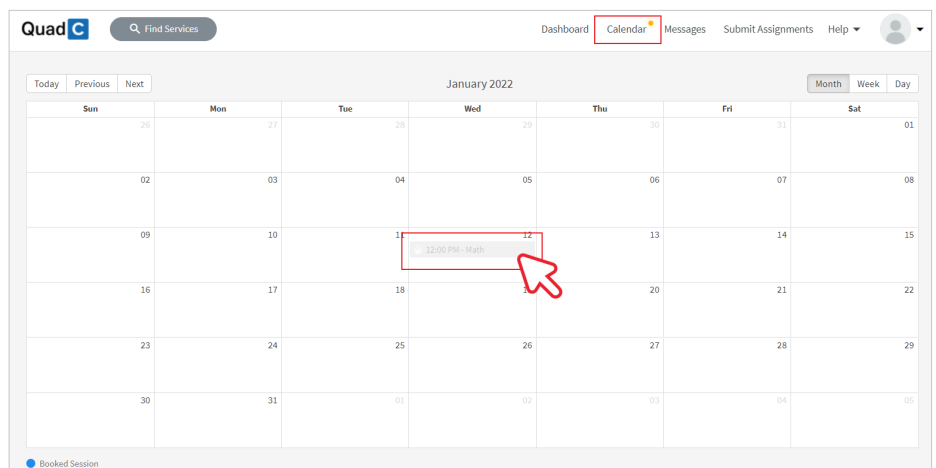 Quad C Find Services Dashboard Calendar Messages Submit Assignments Help
Today Previous Next January 2022 Month Week Day
Sun Mon Tue Wed Thu Fri Sat
26 27 28 29 30 31 01
02 03 04 05 06 07 08
09 10 11 12 13 14 15
12:00 PM - Math
16 17 18 20 21 22
23 24 25 26 27 28 29
30 31 01 02 03 04 05
Booked Session